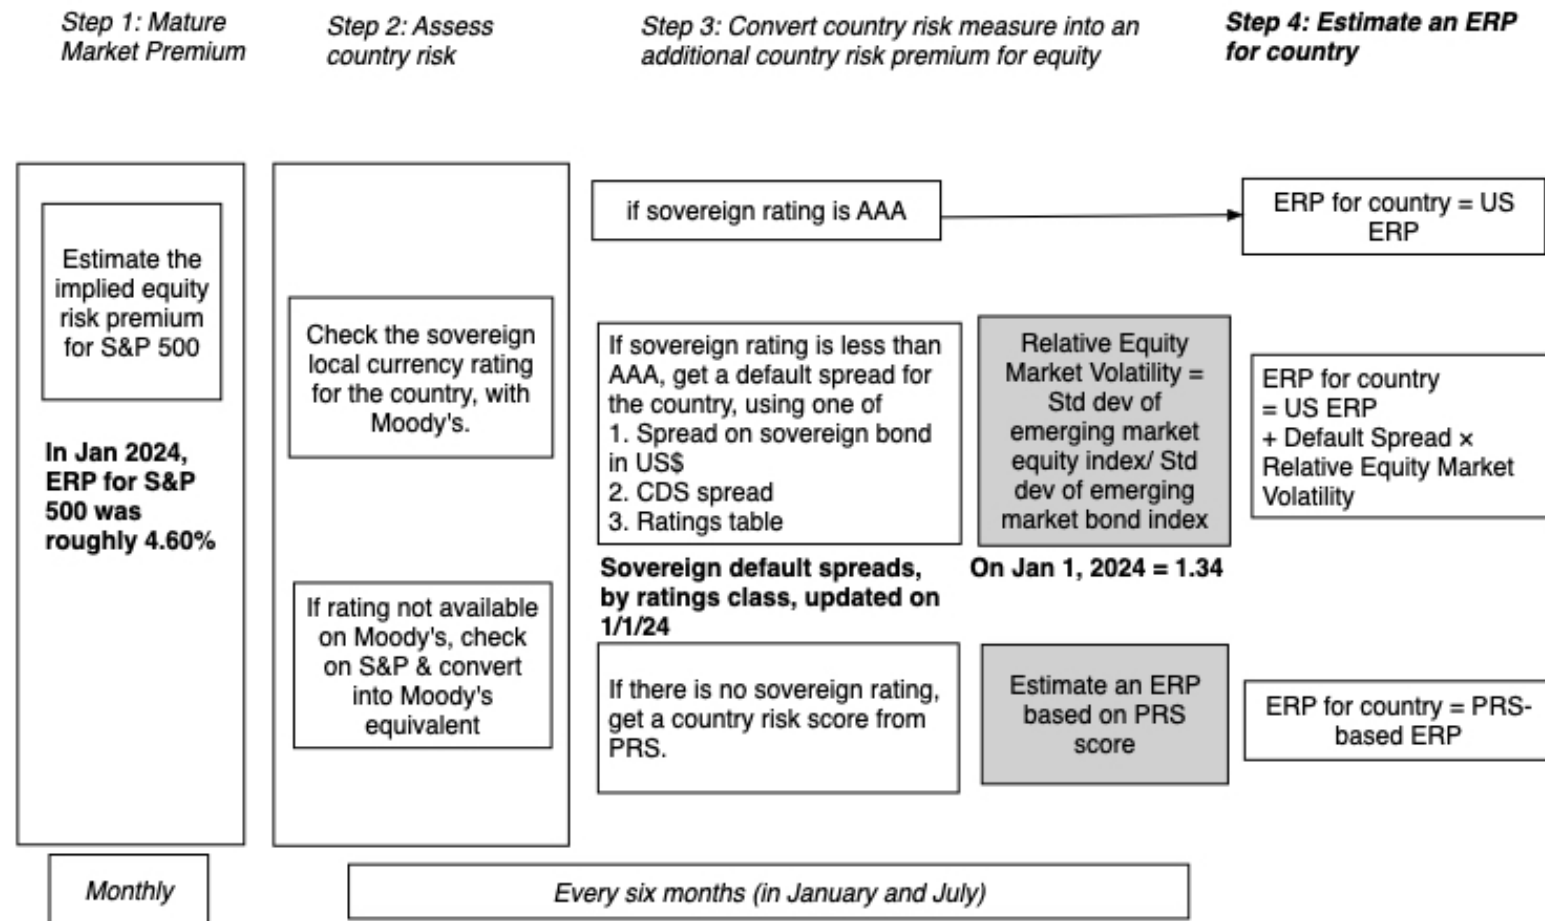 Step 1: Mature
Market Premium
Step 2: Assess
country risk
Step 3: Convert country risk measure into an
additional country risk premium for equity
Step 4: Estimate an ERP
for country
Estimate the
implied equity
risk premium
for S&P 500
In Jan 2024,
ERP for S&P
500 was
roughly 4.60%
Check the sovereign
local currency rating
for the country, with
Moody's.
If rating not available
on Moody's, check
on S&P & convert
into Moody's
equivalent
if sovereign rating is AAA
ERP for country = US
ERP
If sovereign rating is less than
AAA, get a default spread for
the country, using one of
1. Spread on sovereign bond
in US$
2. CDS spread
3. Ratings table
Relative Equity
Market Volatility =
Std dev of
emerging market
equity index/ Std
dev of emerging
market bond index
ERP for country
= US ERP
+ Default Spread ×
Relative Equity Market
Volatility
Sovereign default spreads,
by ratings class, updated on
1/1/24
On Jan 1, 2024 = 1.34
If there is no sovereign rating,
get a country risk score from
PRS.
Estimate an ERP
based on PRS
score
ERP for country = PRS-
based ERP
Monthly
Every six months (in January and July)